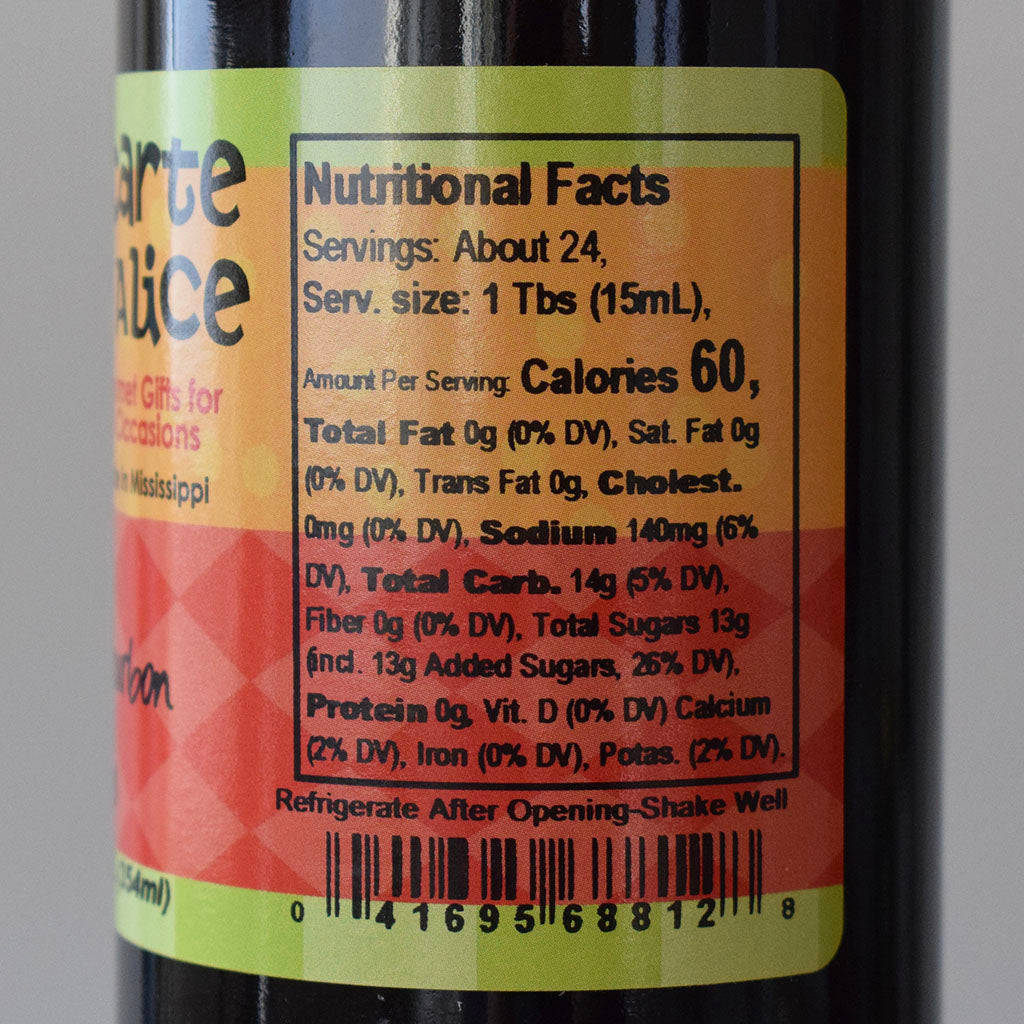 arte
Alice
met Gifts for
Occasions
in Mississippi
(354ml)
Nutritional Facts
Servings: About 24,
Serv. size: 1 Tbs (15mL),
Amount Per Serving: Calories 60,
Total Fat 0g (0% DV), Sat. Fat 0g
(0% DV), Trans Fat 0g, Cholest.
0mg (0% DV), Sodium 140mg (6%
DV), Total Carb. 14g (5% DV),
Fiber 0g (0% DV), Total Sugars 13g
(incl. 13g Added Sugars, 26% DV),
Protein 0g, Vit. D (0% DV) Calcium
(2% DV), Iron (0% DV), Potas. (2% DV).
Refrigerate After Opening-Shake Well
0 41695 68812 8